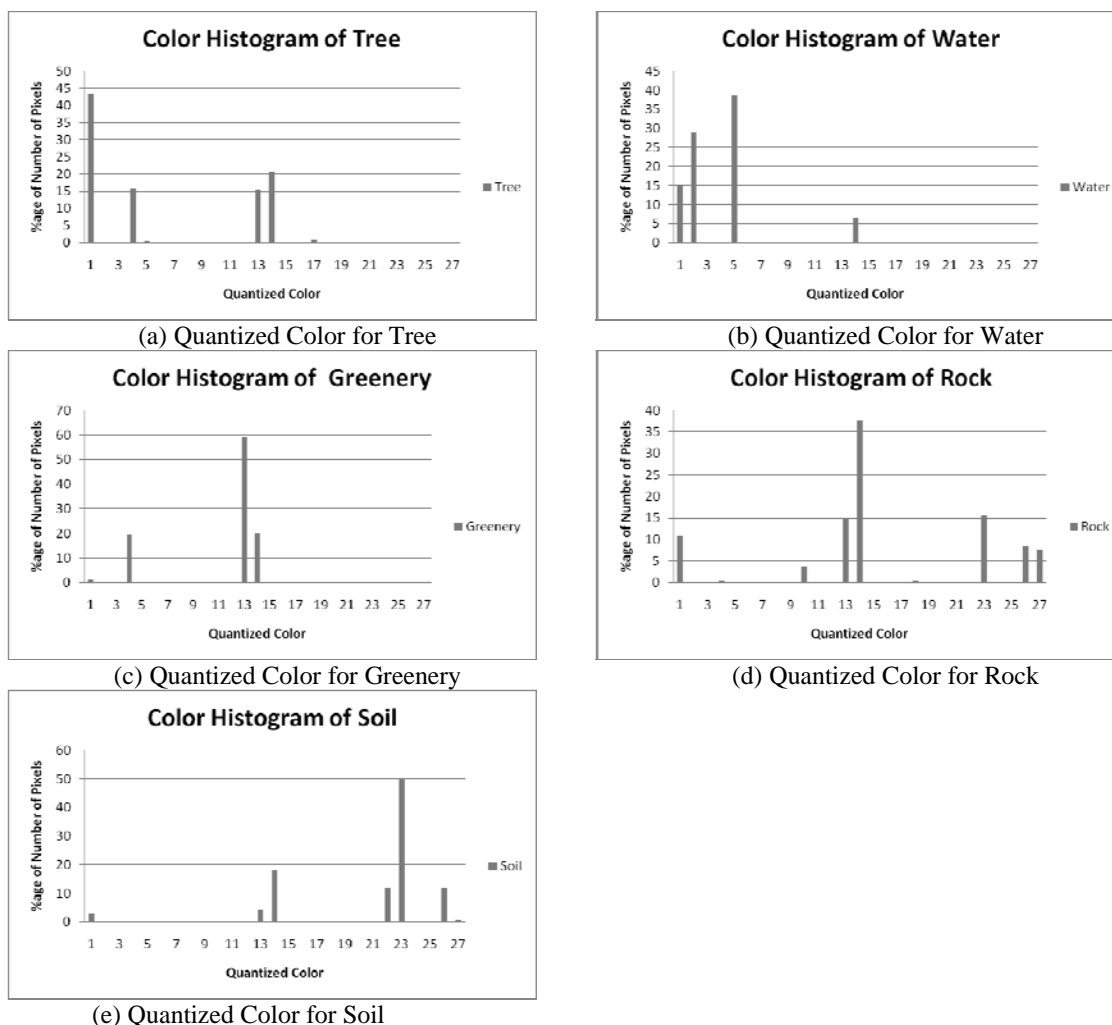 Color Histogram of Tree
%age of Number of Pixels
50
45
40
35
30
25
20
15
10
5
0
1 3 5 7 9 11 13 15 17 19 21 23 25 27
Quantized Color
Tree
(a) Quantized Color for Tree
Color Histogram of Water
%age of Number of Pixels
45
40
35
30
25
20
15
10
5
0
1 3 5 7 9 11 13 15 17 19 21 23 25 27
Quantized Color
Water
(b) Quantized Color for Water
Color Histogram of Greenery
%age of Number of Pixels
70
60
50
40
30
20
10
0
1 3 5 7 9 11 13 15 17 19 21 23 25 27
Quantized Color
Greenery
(c) Quantized Color for Greenery
Color Histogram of Rock
%age of Number of Pixels
40
35
30
25
20
15
10
5
0
1 3 5 7 9 11 13 15 17 19 21 23 25 27
Quantized Color
Rock
(d) Quantized Color for Rock
Color Histogram of Soil
%age of Number of Pixels
60
50
40
30
20
10
0
1 3 5 7 9 11 13 15 17 19 21 23 25 27
Quantized Color
Soil
(e) Quantized Color for Soil